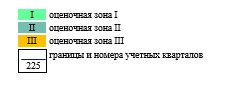 I оценочная зона I
II оценочная зона II
III оценочная зона III
границы и номера учетных кварталов
225